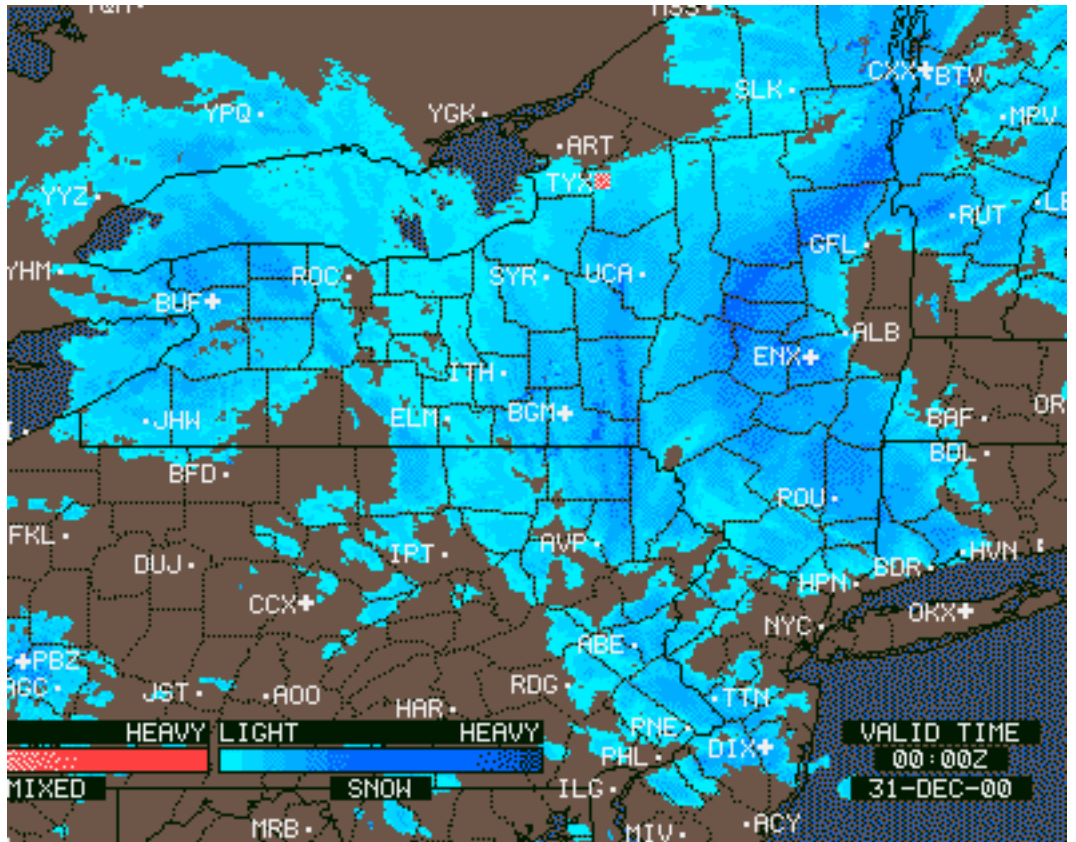 MSS
CXX BTV
SLK
YPQ
YGK
MPV
ART
TYX
YYZ
RUT
GFL
YHM
ROC
SYR
UCA
BUF
ALB
ENX
ITH
JHW
ELM
BGM
BAF
OR
BDL
BFD
POU
FKL
AVP
IPT
HVN
DUJ
HPN
BDR
CCX
OKX
NYC
ABE
PBZ
AGC
JST
AOO
RDG
TTN
HAR
PNE
HEAVY LIGHT HEAVY
VALID TIME
DIX
PHL
00:00Z
MIXED
SNOW
ILG
31-DEC-00
MRB
MIV
ACY